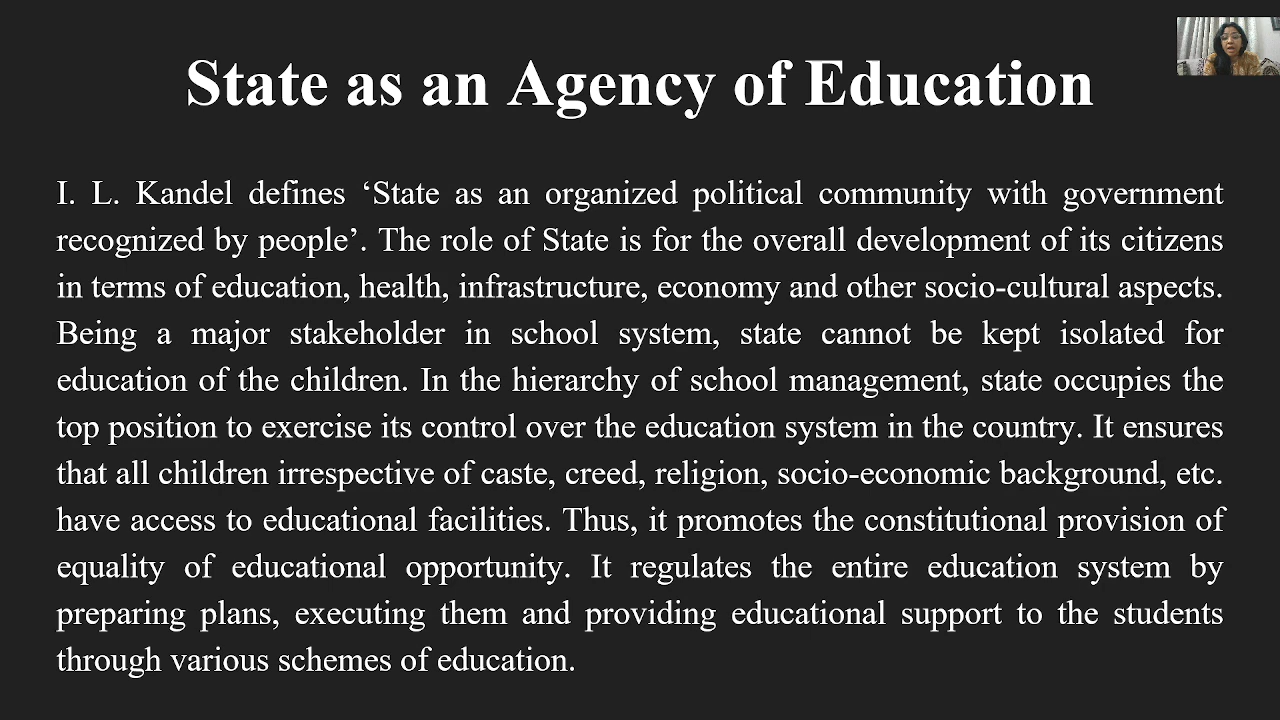 State as an Agency of Education
I. L. Kandel defines ‘State as an organized political community with government
recognized by people’. The role of State is for the overall development of its citizens
in terms of education, health, infrastructure, economy and other socio-cultural aspects.
Being a major stakeholder in school system, state cannot be kept isolated for
education of the children. In the hierarchy of school management, state occupies the
top position to exercise its control over the education system in the country. It ensures
that all children irrespective of caste, creed, religion, socio-economic background, etc.
have access to educational facilities. Thus, it promotes the constitutional provision of
equality of educational opportunity. It regulates the entire education system by
preparing plans, executing them and providing educational support to the students
through various schemes of education.